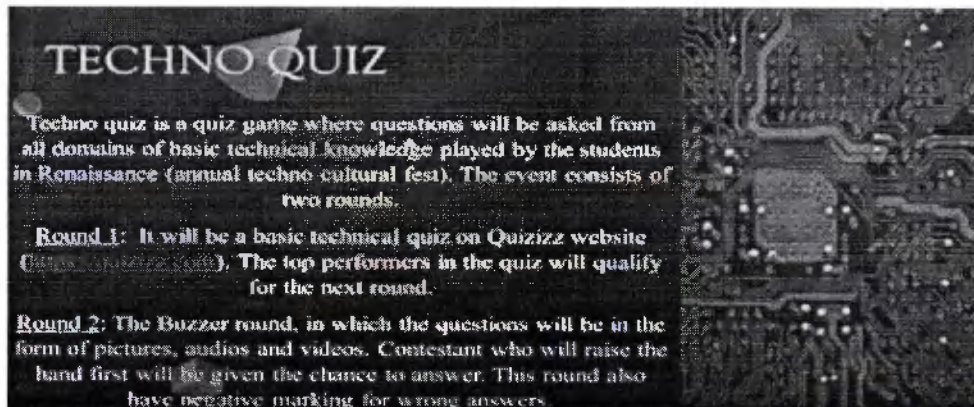 TECHNO QUIZ
Techno quiz is a quiz game where questions will be asked from
all domains of basic technical knowledge played by the students
in Renaissance (annual techno cultural fest). The event consists of
two rounds.
Round 1: It will be a basic technical quiz on Quizizz website
( ). The top performers in the quiz will qualify
for the next round.
Round 2: The Buzzer round, in which the questions will be in the
form of pictures, audios and videos. Contestant who will raise the
hand first will be given the chance to answer. This round also
have negative marking for wrong answers